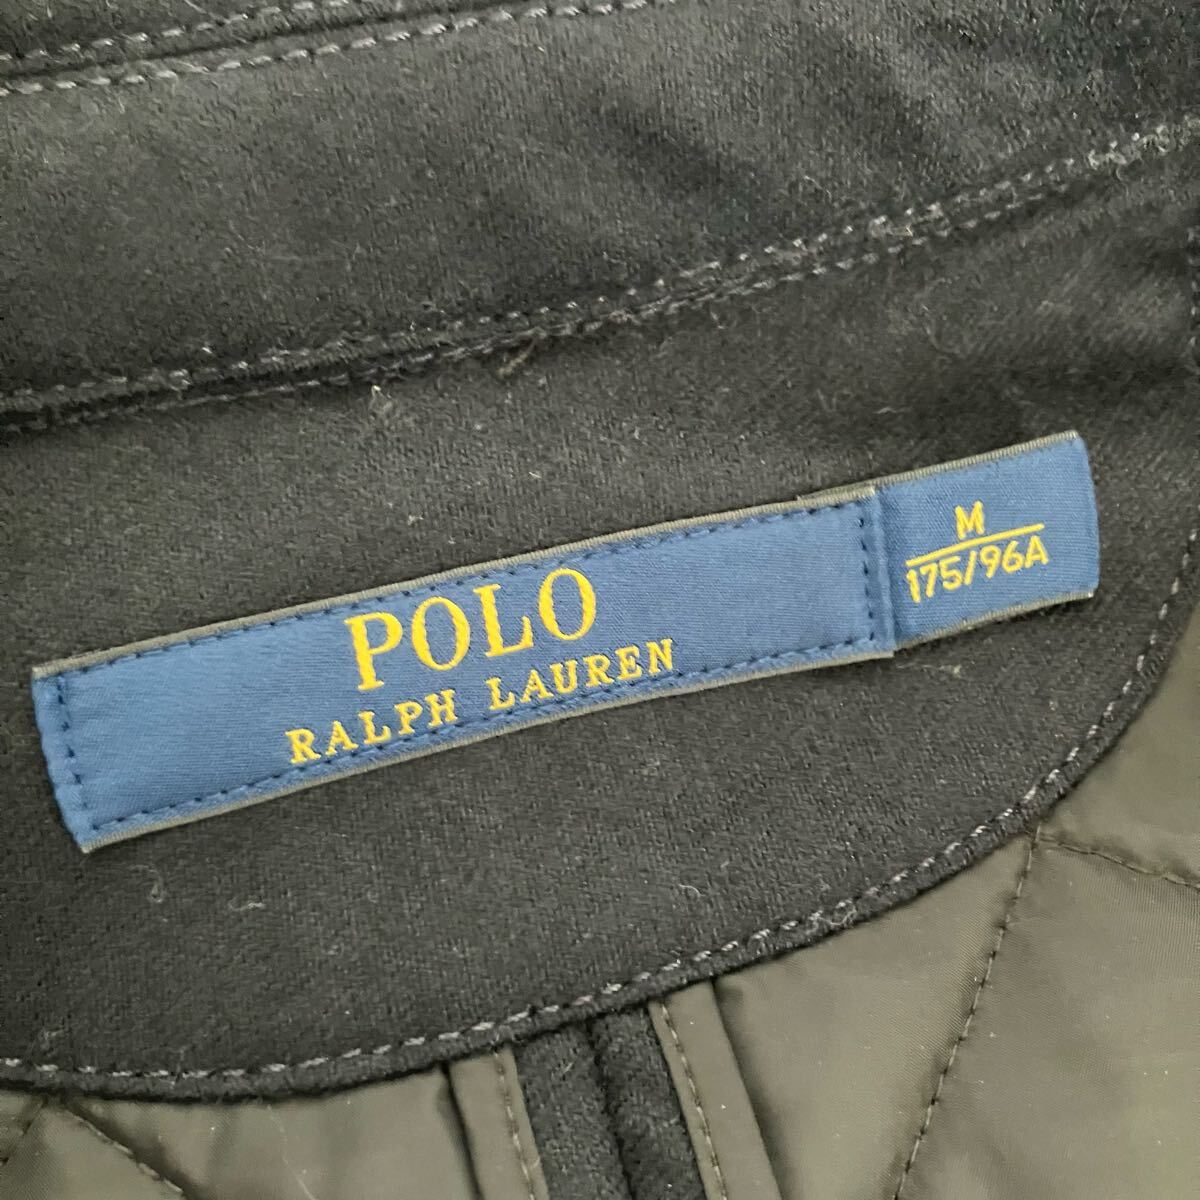 POLO
RALPH LAUREN
M
175/96A